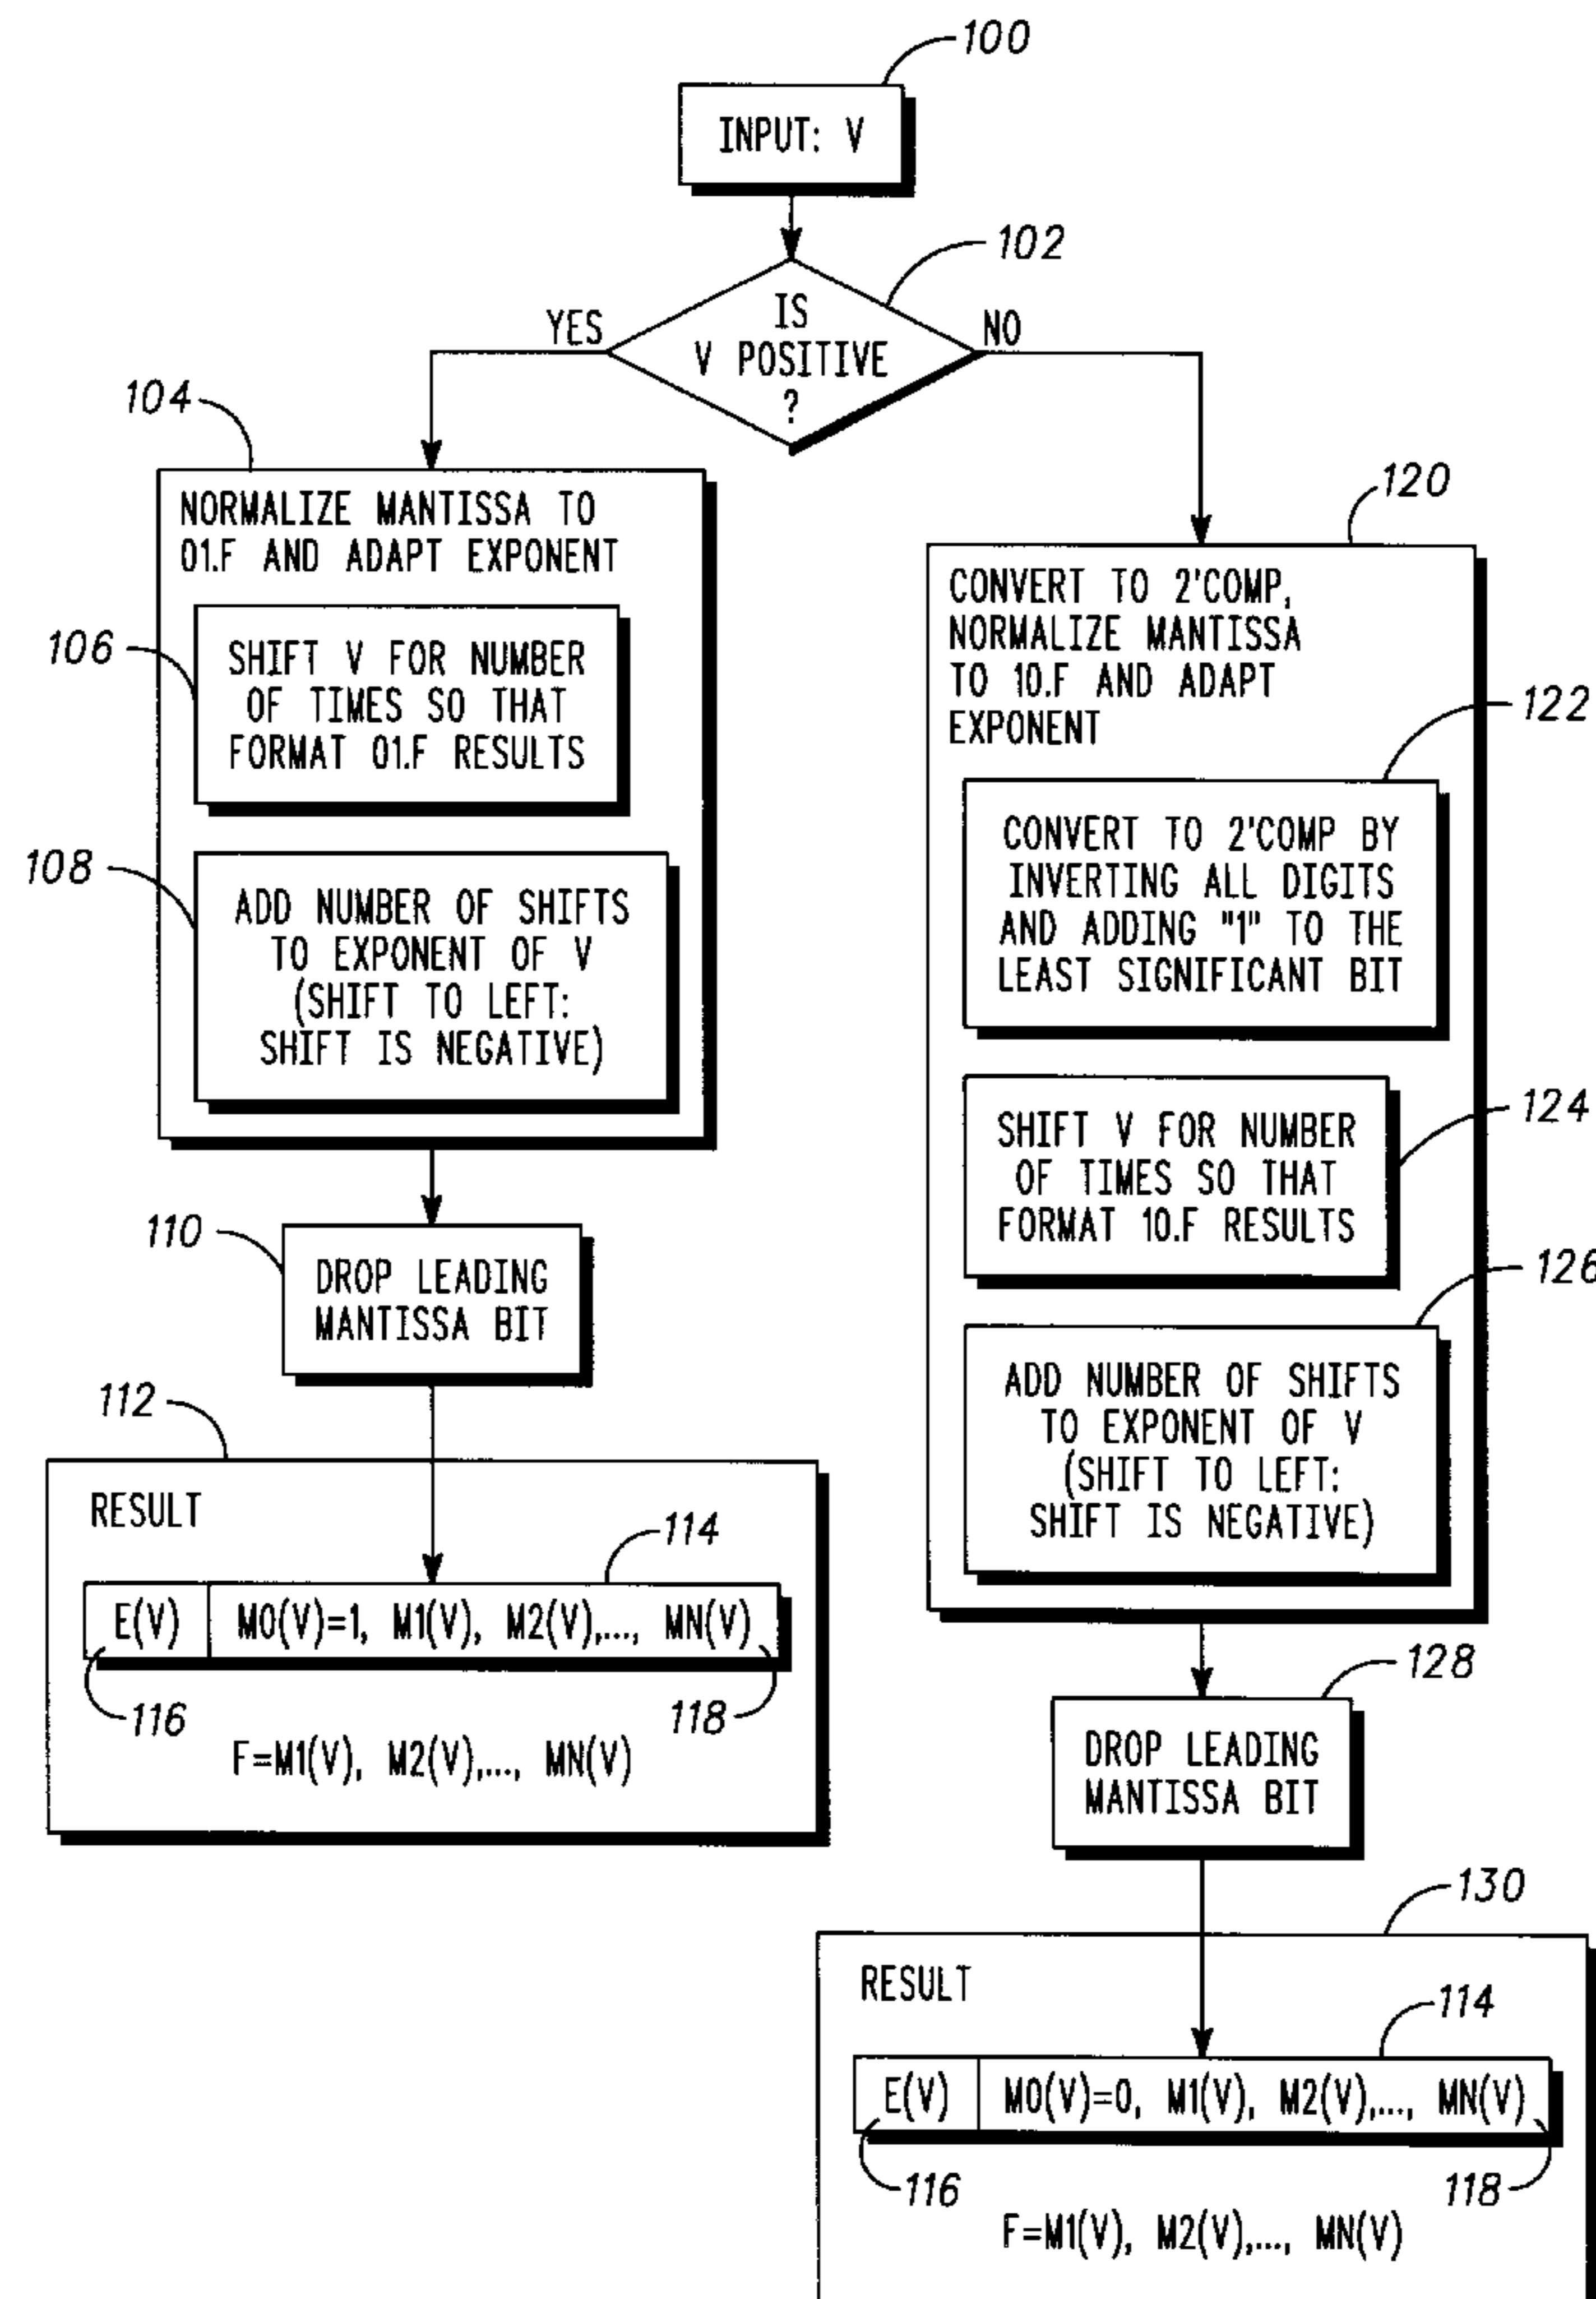 100
INPUT: V
102
IS
V POSITIVE
?
YES
NO
104
NORMALIZE MANTISSA TO
01.F AND ADAPT EXPONENT
106
SHIFT V FOR NUMBER
OF TIMES SO THAT
FORMAT 01.F RESULTS
108
ADD NUMBER OF SHIFTS
TO EXPONENT OF V
(SHIFT TO LEFT:
SHIFT IS NEGATIVE)
110
DROP LEADING
MANTISSA BIT
112
RESULT
114
E(V)
M0(V)=1, M1(V), M2(V),..., MN(V)
116
118
F=M1(V), M2(V),..., MN(V)
120
CONVERT TO 2'COMP,
NORMALIZE MANTISSA
TO 10.F AND ADAPT
EXPONENT
122
CONVERT TO 2'COMP BY
INVERTING ALL DIGITS
AND ADDING "1" TO THE
LEAST SIGNIFICANT BIT
124
SHIFT V FOR NUMBER
OF TIMES SO THAT
FORMAT 10.F RESULTS
126
ADD NUMBER OF SHIFTS
TO EXPONENT OF V
(SHIFT TO LEFT:
SHIFT IS NEGATIVE)
128
DROP LEADING
MANTISSA BIT
130
RESULT
114
E(V)
M0(V)=0, M1(V), M2(V),..., MN(V)
116
118
F=M1(V), M2(V),..., MN(V)